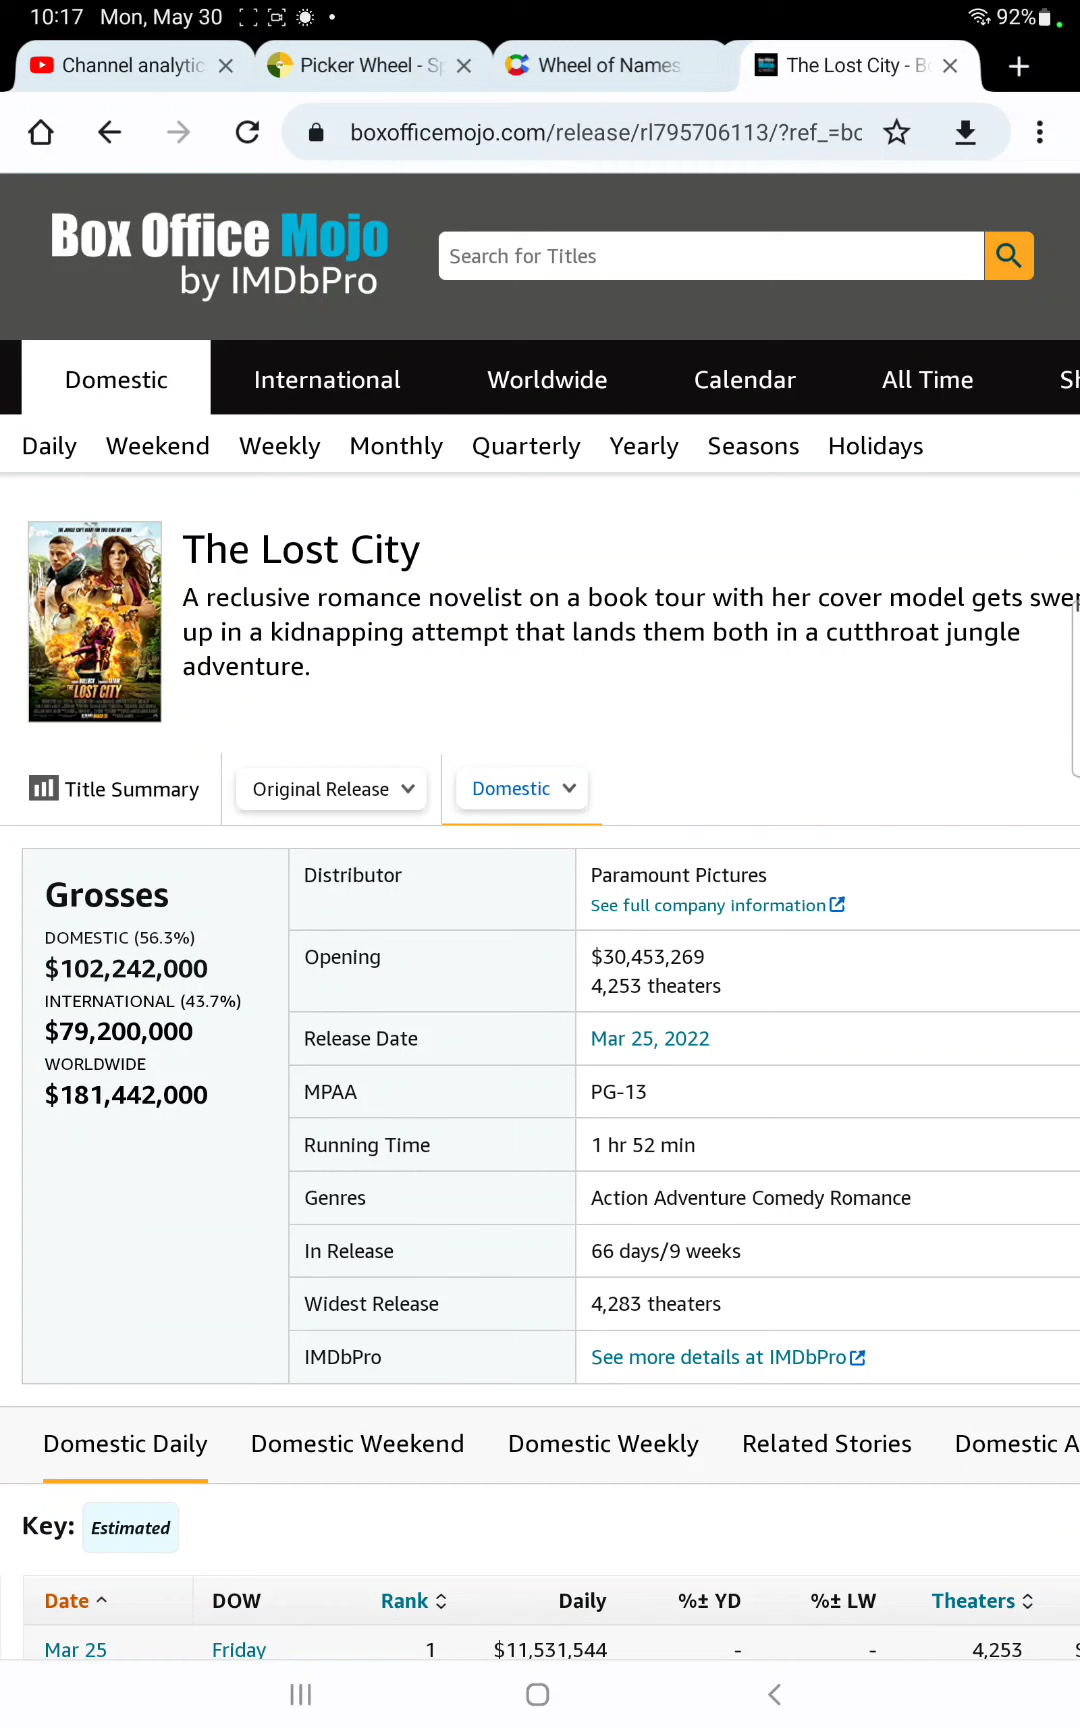 10:17 Mon, May 30
92%
Channel analytic
Picker Wheel - Sp
Wheel of Names
The Lost City - Bo
boxofficemojo.com/release/rl795706113/?ref_=bo
Box Office Mojo
by IMDbPro
Search for Titles
Domestic International Worldwide Calendar All Time Sh
Daily Weekend Weekly Monthly Quarterly Yearly Seasons Holidays
The Lost City
A reclusive romance novelist on a book tour with her cover model gets swep
up in a kidnapping attempt that lands them both in a cutthroat jungle
adventure.
THE LOST CITY
Title Summary
Original Release
Domestic
Grosses
DOMESTIC (56.3%)
$102,242,000
INTERNATIONAL (43.7%)
$79,200,000
WORLDWIDE
$181,442,000
Distributor Paramount Pictures
See full company information
Opening $30,453,269
4,253 theaters
Release Date Mar 25, 2022
MPAA PG-13
Running Time 1 hr 52 min
Genres Action Adventure Comedy Romance
In Release 66 days/9 weeks
Widest Release 4,283 theaters
IMDbPro See more details at IMDbPro
Domestic Daily Domestic Weekend Domestic Weekly Related Stories Domestic A
Key: Estimated
Date DOW Rank Daily %± YD %± LW Theaters
Mar 25 Friday 1 $11,531,544 - - 4,253